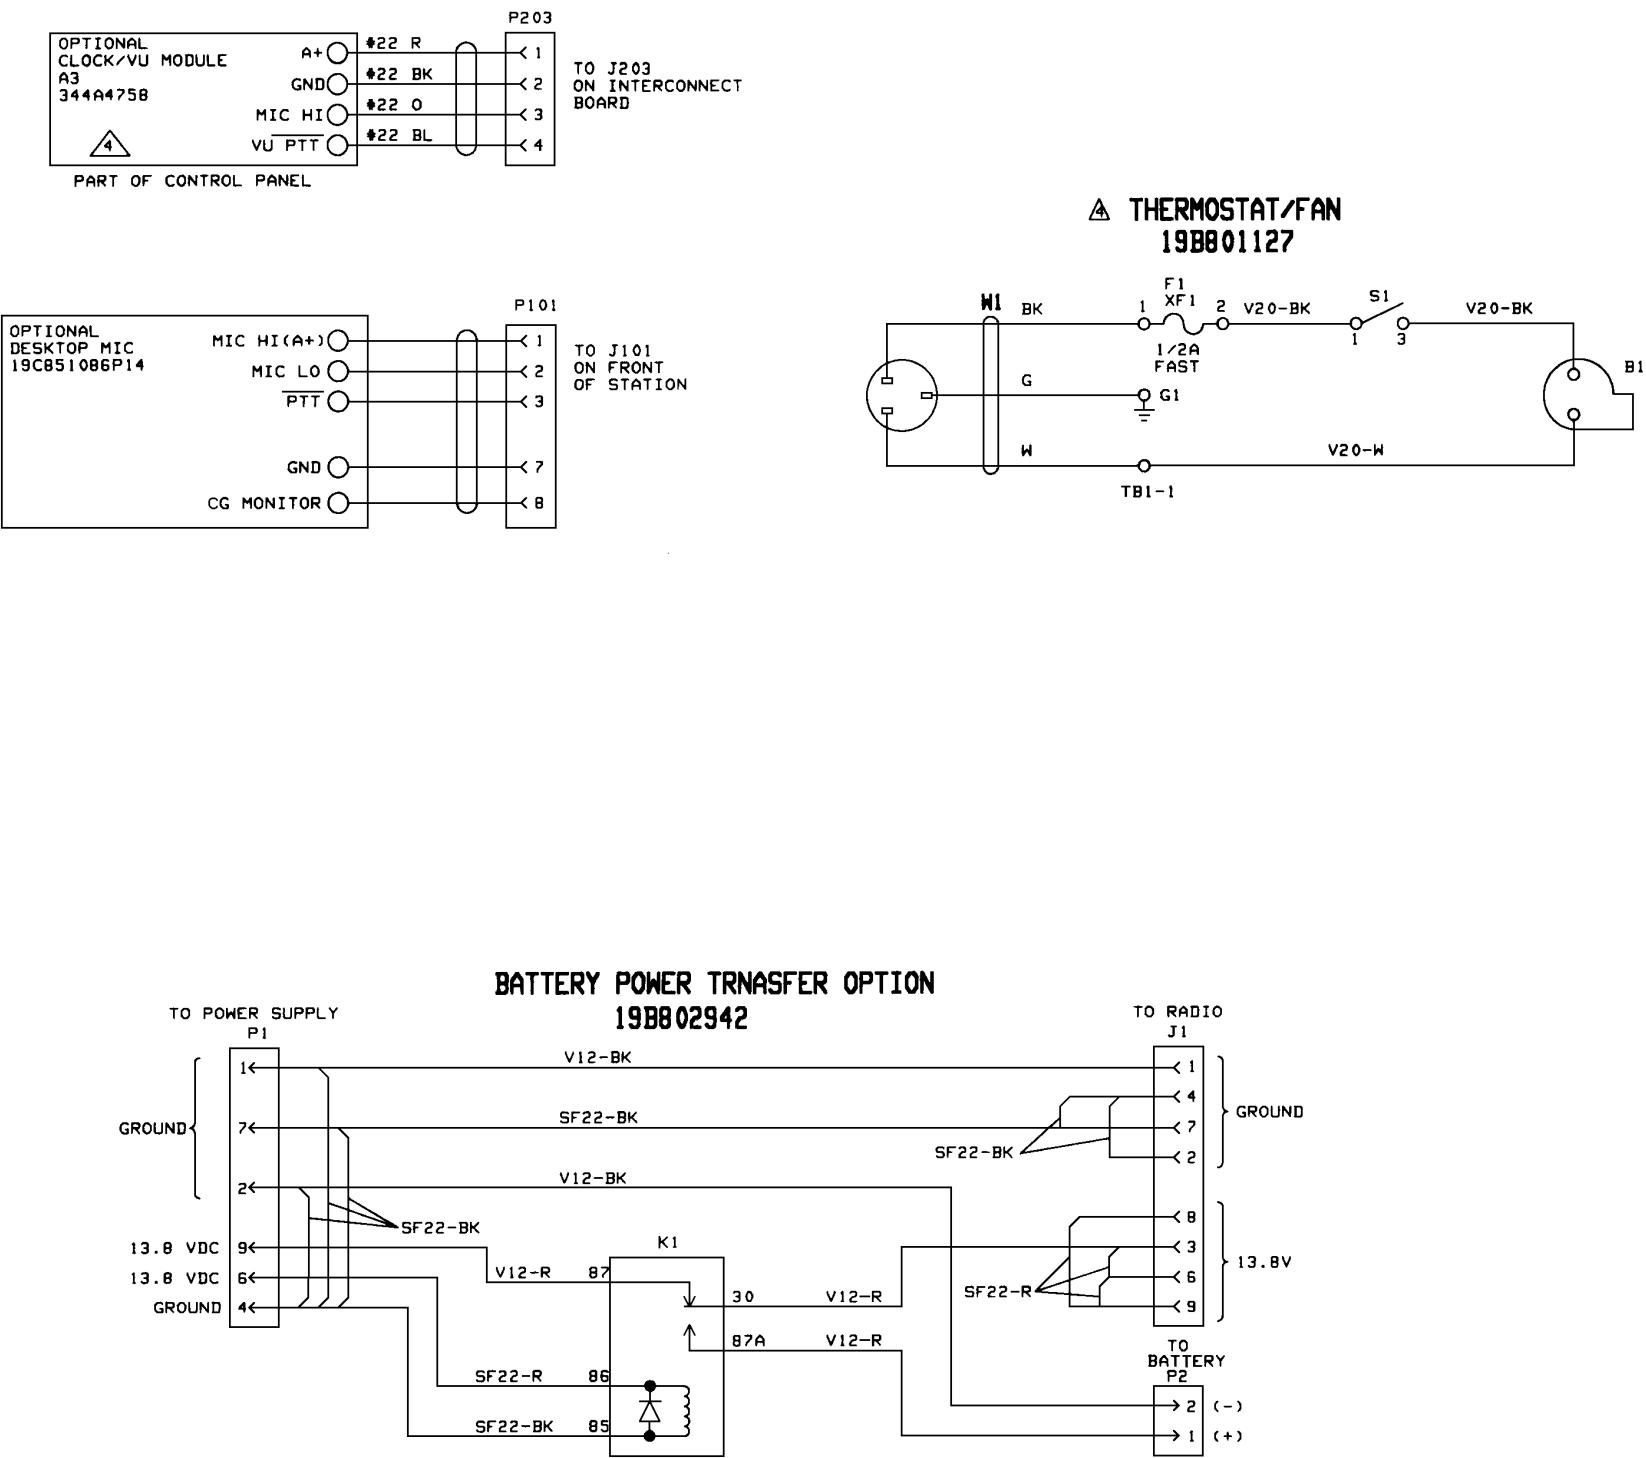 P203
OPTIONAL
CLOCK/VU MODULE
A3
344A4758
4
A+
GND
MIC HI
VU PTT
#22 R
#22 BK
#22 O
#22 BL
1
2
3
4
TO J203
ON INTERCONNECT
BOARD
PART OF CONTROL PANEL
4 THERMOSTAT/FAN
19B801127
P101
OPTIONAL
DESKTOP MIC
19C851086P14
MIC HI(A+)
MIC LO
PTT
GND
CG MONITOR
1
2
3
7
8
TO J101
ON FRONT
OF STATION
W1
BK
1
F1
XF1
2
1/2A
FAST
V20-BK
S1
1
3
V20-BK
B1
G
G1
W
V20-W
TB1-1
BATTERY POWER TRNASFER OPTION
19B802942
TO POWER SUPPLY
P1
TO RADIO
J1
GROUND
1
7
2
13.8 VDC 9
13.8 VDC 6
GROUND 4
V12-BK
SF22-BK
V12-BK
SF22-BK
SF22-BK
1
4
7
2
GROUND
8
3
6
9
13.8V
SF22-R
K1
V12-R 87
30 V12-R
87A V12-R
SF22-R 86
SF22-BK 85
TO
BATTERY
P2
2 (-)
1 (+)